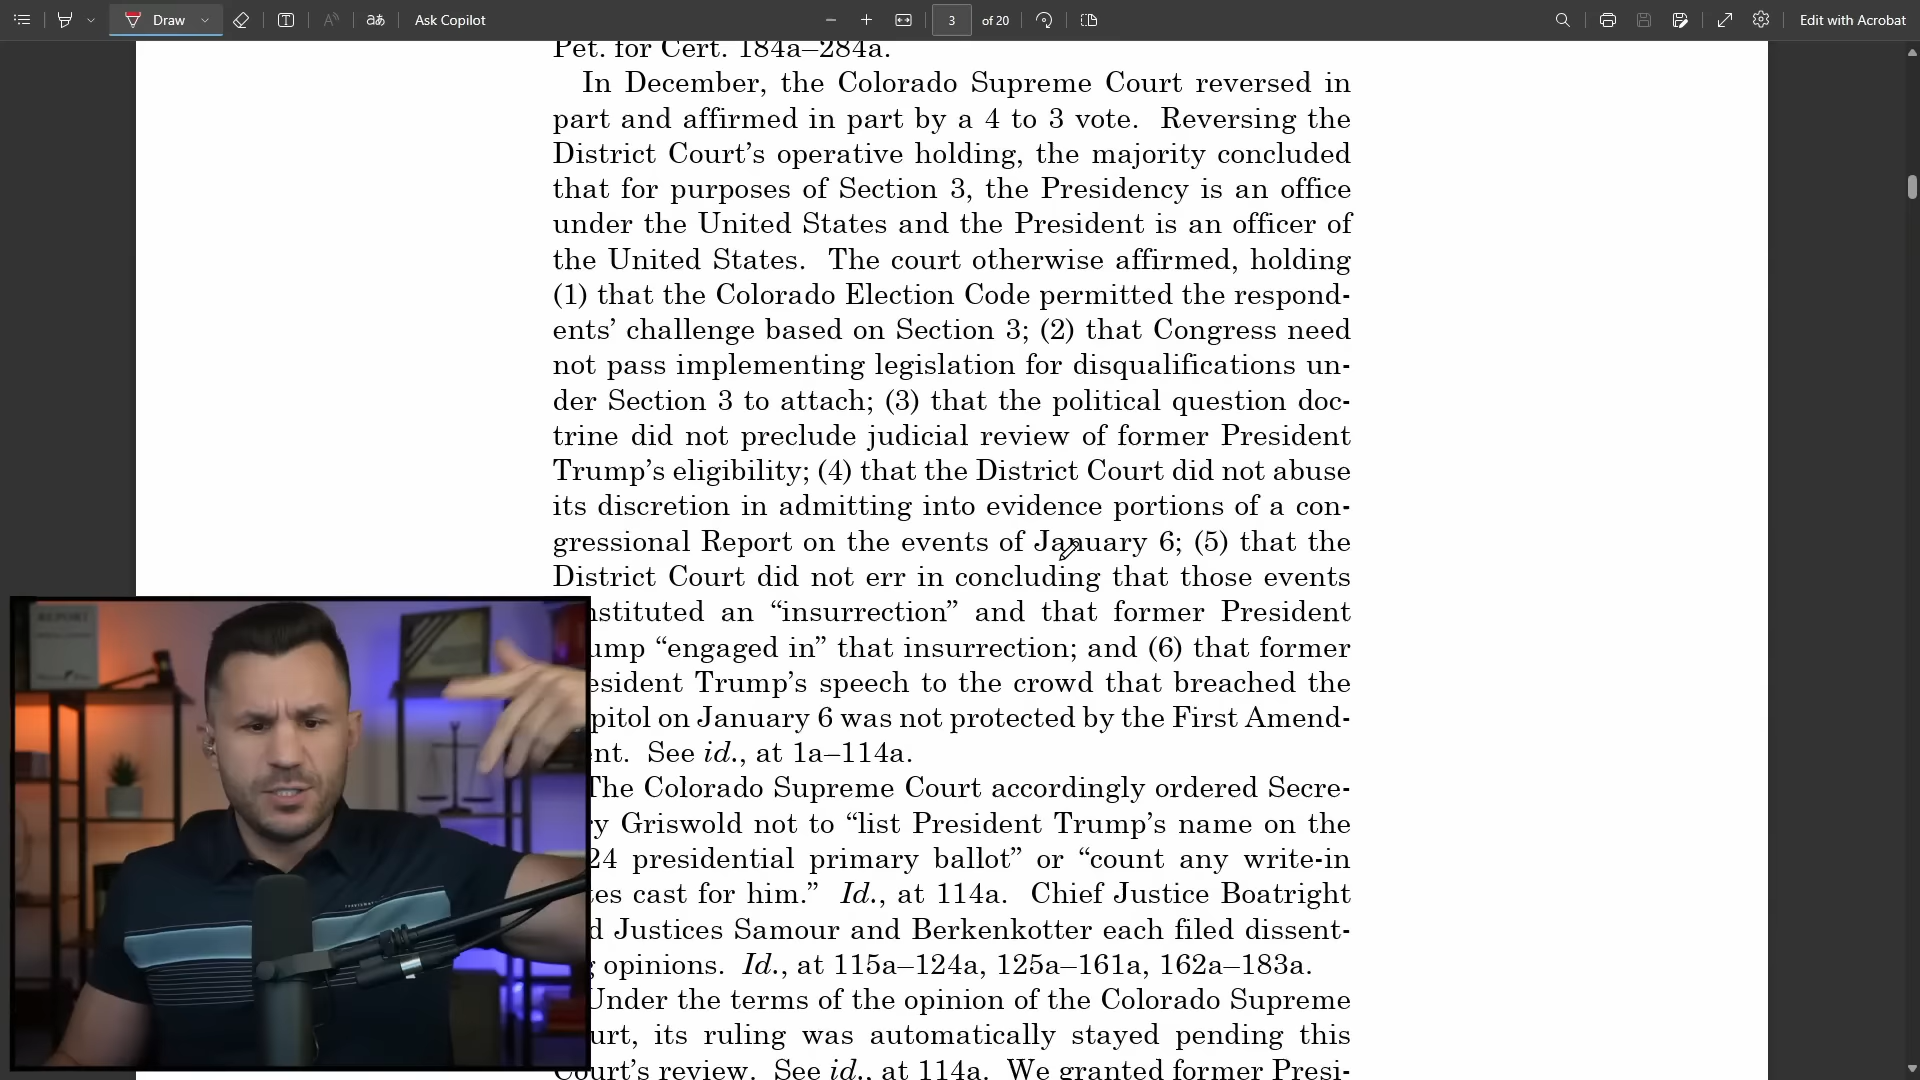 Draw
aあ
Ask Copilot
3
of 20
Edit with Acrobat
Pet. for Cert. 184a–284a.
In December, the Colorado Supreme Court reversed in
part and affirmed in part by a 4 to 3 vote. Reversing the
District Court’s operative holding, the majority concluded
that for purposes of Section 3, the Presidency is an office
under the United States and the President is an officer of
the United States. The court otherwise affirmed, holding
(1) that the Colorado Election Code permitted the respond-
ents’ challenge based on Section 3; (2) that Congress need
not pass implementing legislation for disqualifications un-
der Section 3 to attach; (3) that the political question doc-
trine did not preclude judicial review of former President
Trump’s eligibility; (4) that the District Court did not abuse
its discretion in admitting into evidence portions of a con-
gressional Report on the events of January 6; (5) that the
District Court did not err in concluding that those events
nstituted an “insurrection” and that former President
ump “engaged in” that insurrection; and (6) that former
esident Trump’s speech to the crowd that breached the
pitol on January 6 was not protected by the First Amend-
ent. See id., at 1a–114a.
The Colorado Supreme Court accordingly ordered Secre-
ry Griswold not to “list President Trump’s name on the
24 presidential primary ballot” or “count any write-in
tes cast for him.” Id., at 114a. Chief Justice Boatright
d Justices Samour and Berkenkotter each filed dissent-
g opinions. Id., at 115a–124a, 125a–161a, 162a–183a.
Under the terms of the opinion of the Colorado Supreme
urt, its ruling was automatically stayed pending this
Court’s review. See id., at 114a. We granted former Presi-